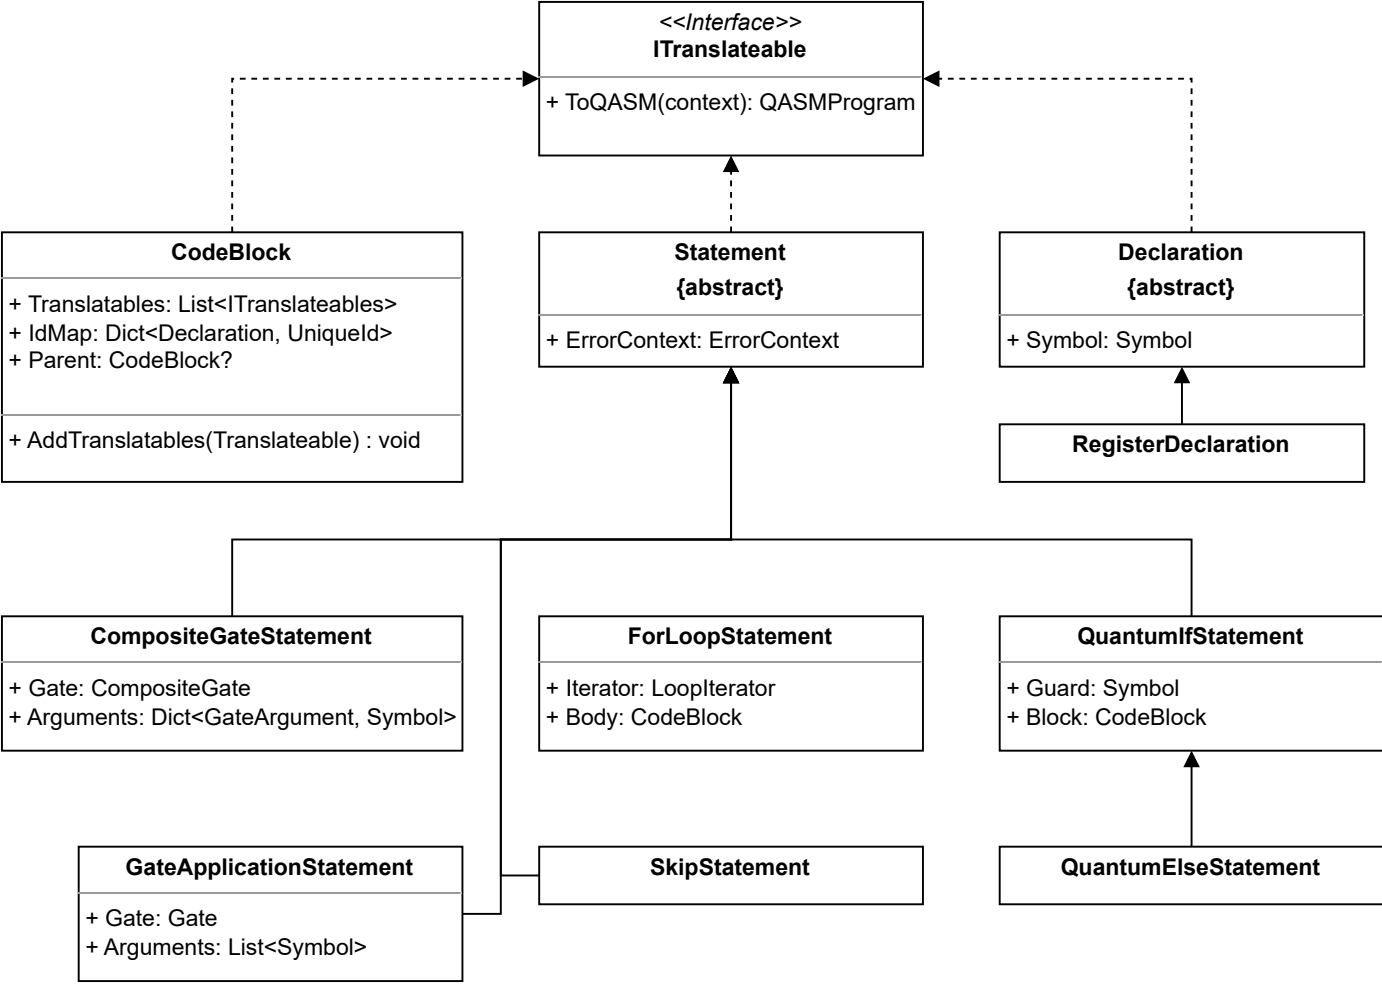 <<Interface>>
ITranslateable
+ ToQASM(context): QASMProgram
CodeBlock
+ Translatables: List<ITranslateables>
+ IdMap: Dict<Declaration, UniqueId>
+ Parent: CodeBlock?
+ AddTranslatables(Translateable) : void
Statement
{abstract}
+ ErrorContext: ErrorContext
Declaration
{abstract}
+ Symbol: Symbol
RegisterDeclaration
CompositeGateStatement
+ Gate: CompositeGate
+ Arguments: Dict<GateArgument, Symbol>
ForLoopStatement
+ Iterator: LoopIterator
+ Body: CodeBlock
QuantumIfStatement
+ Guard: Symbol
+ Block: CodeBlock
GateApplicationStatement
+ Gate: Gate
+ Arguments: List<Symbol>
SkipStatement
QuantumElseStatement